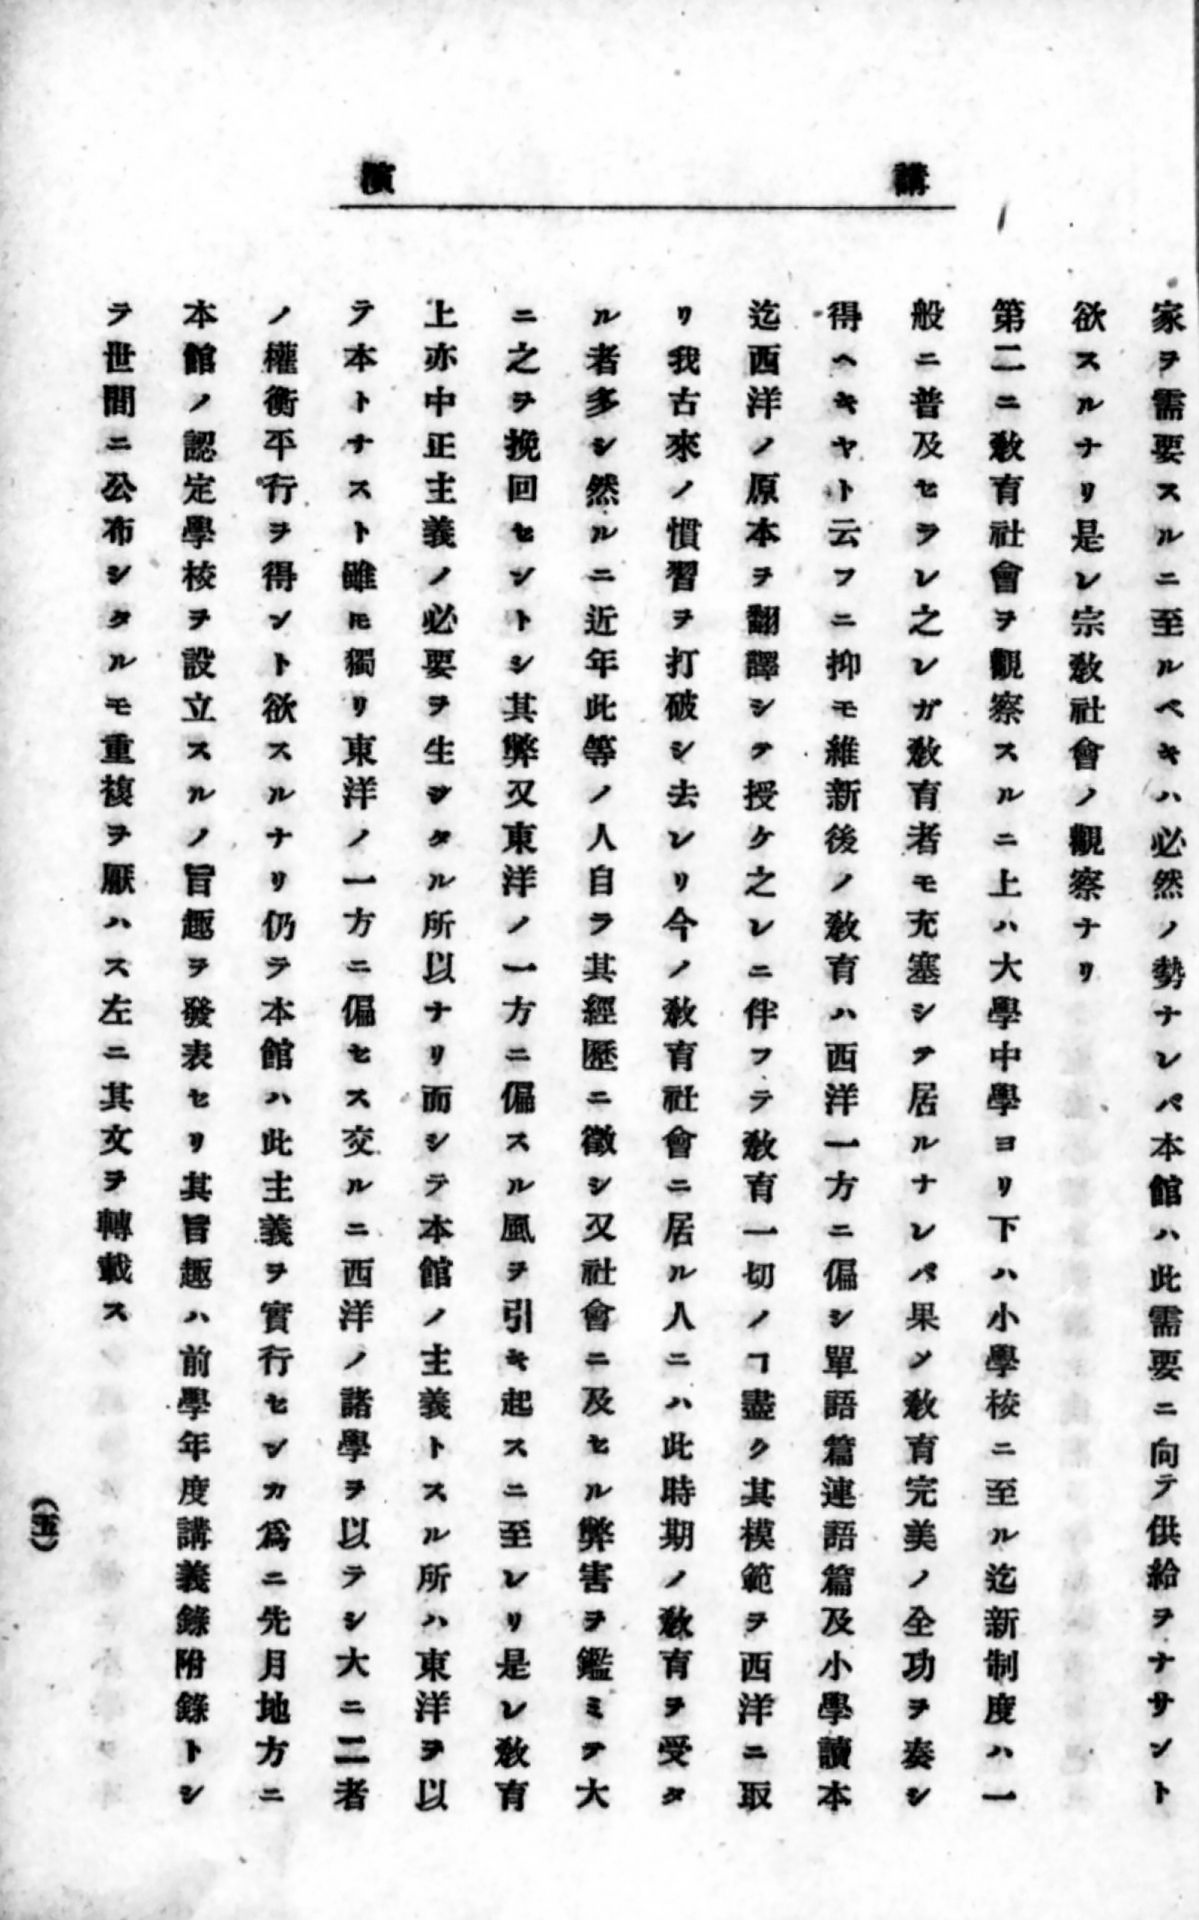 講演
家ヲ需要スルニ至ルベキハ必然ノ勢ナレバ本館ハ此需要ニ向テ供給ヲナサント
欲スルナリ是レ宗敎社會ノ觀察ナリ
第二ニ敎育社會ヲ觀察スルニ上ハ大學中學ヨリ下ハ小學校ニ至ル迄新制度ハ一
般ニ普及セラレ之レガ敎育者モ充塞シテ居ルナレバ果シ敎育完美ノ全功ヲ奏シ
得ヘキヤト云フニ抑モ維新後ノ敎育ハ西洋一方ニ偏シ單語篇連語篇及小學讀本
迄西洋ノ原本ヲ翻譯シテ授ケ之レニ伴フテ敎育一切ノヿ盡ク其模範ヲ西洋ニ取
リ我古來ノ慣習ヲ打破シ去レリ今ノ敎育社會ニ居ル人ニハ此時期ノ敎育ヲ受タ
ル者多シ然ルニ近年此等ノ人自ラ其經歷ニ徵シ又社會ニ及セル弊害ヲ鑑ミテ大
ニ之ヲ挽回セントシ其弊又東洋ノ一方ニ偏スル風ヲ引キ起スニ至レリ是レ敎育
上亦中正主義ノ必要ヲ生シタル所以ナリ而シテ本館ノ主義トスル所ハ東洋ヲ以
テ本トナスト雖モ獨リ東洋ノ一方ニ偏セス交ルニ西洋ノ諸學ヲ以テシ大ニ二者
ノ權衡平行ヲ得ント欲スルナリ仍テ本館ハ此主義ヲ實行センカ爲ニ先月地方ニ
本館ノ認定學校ヲ設立スルノ旨趣ヲ發表セリ其旨趣ハ前學年度講義錄附錄トシ
テ世間ニ公布シタルモ重複ヲ厭ハス左ニ其文ヲ轉載ス
（五）